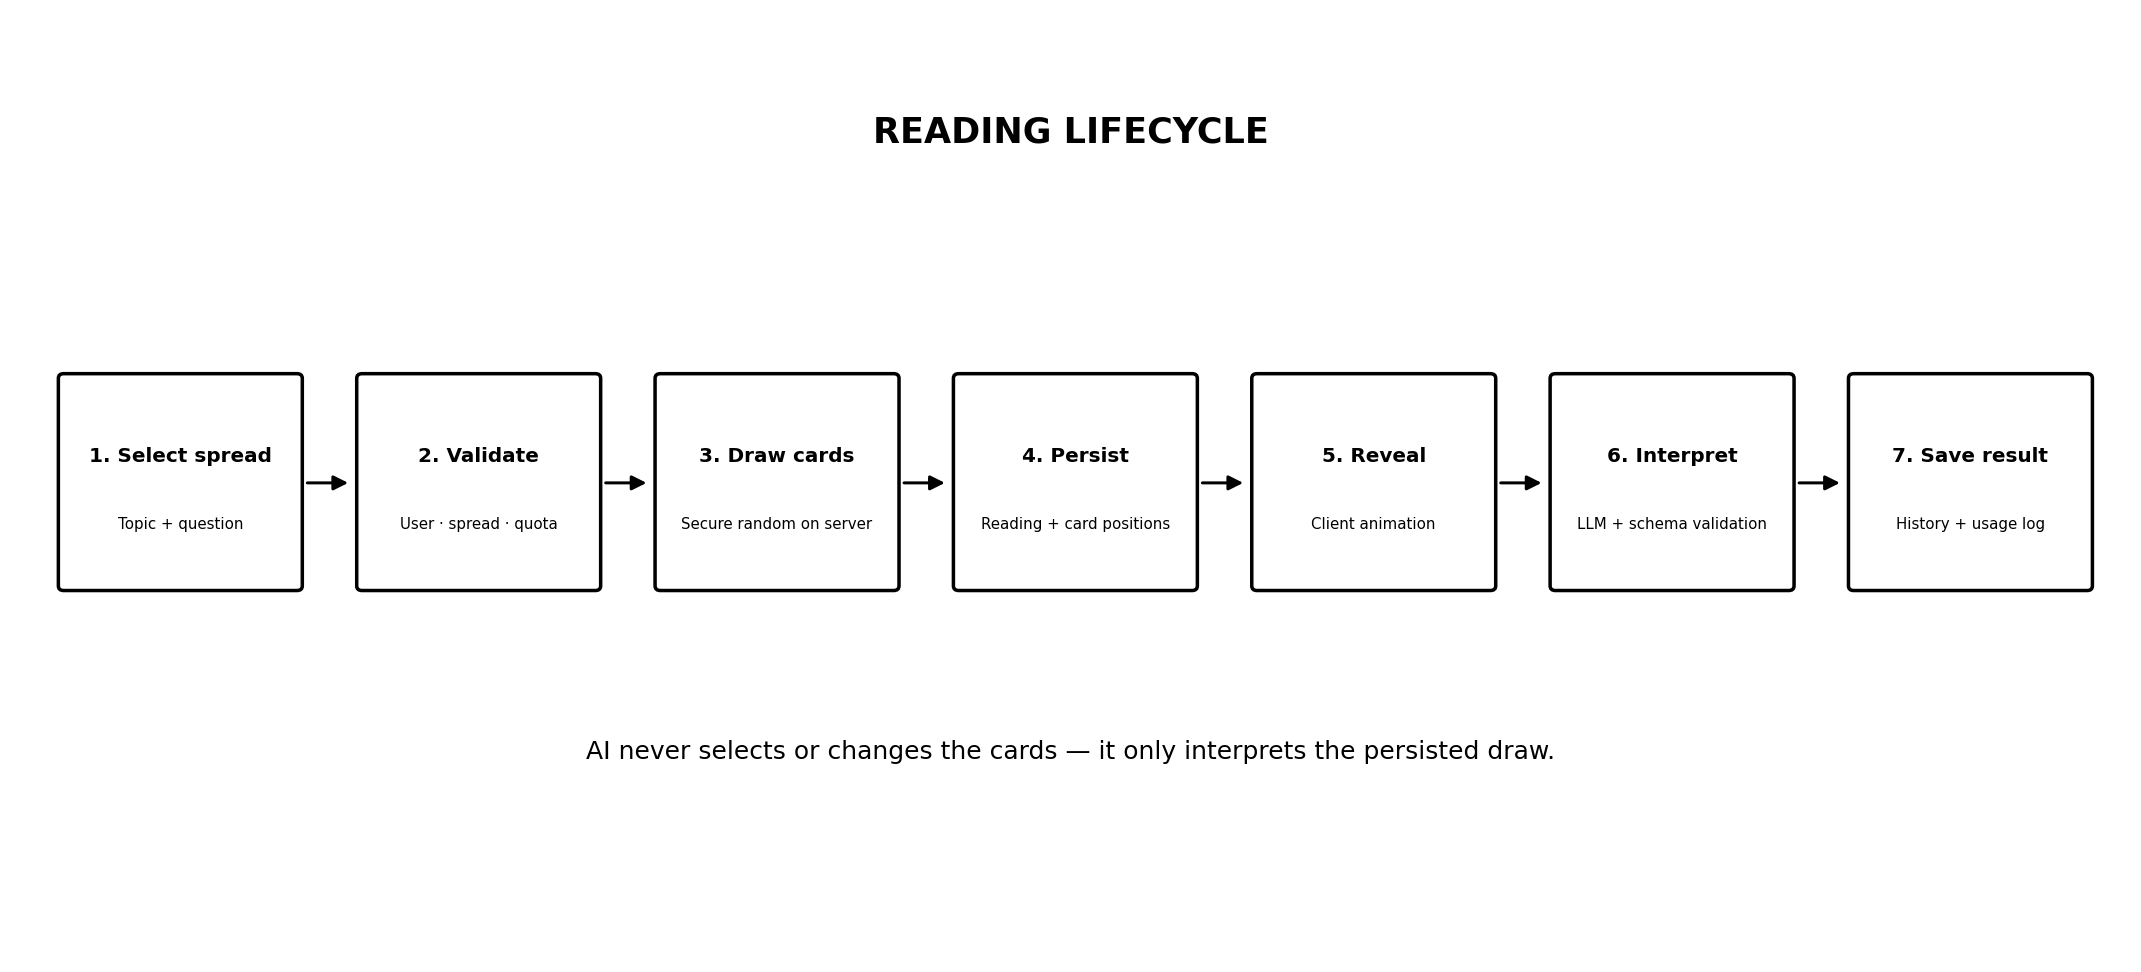 READING LIFECYCLE
1. Select spread
Topic + question
2. Validate
User · spread · quota
3. Draw cards
Secure random on server
4. Persist
Reading + card positions
5. Reveal
Client animation
6. Interpret
LLM + schema validation
7. Save result
History + usage log
AI never selects or changes the cards — it only interprets the persisted draw.